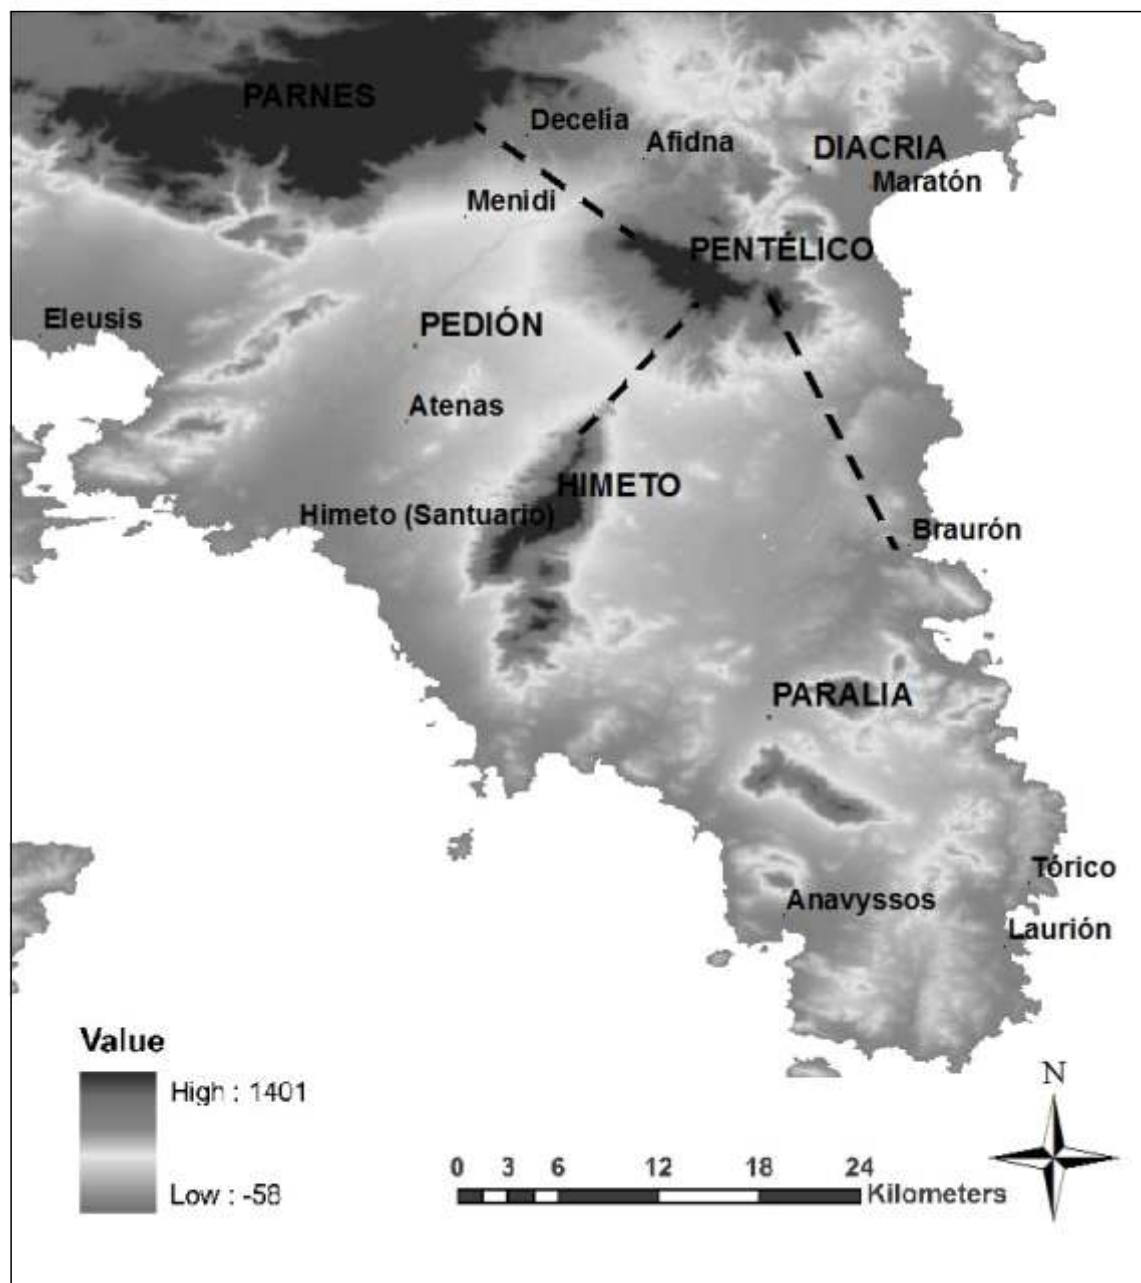 PARNES
Decelia
Afidna
DIACRIA
Maratón
Menidi
PENTÉLICO
Eleusis
PEDIÓN
Atenas
HIMETO
Himeto (Santuario)
Braurón
PARALIA
Tórico
Anavyssos
Laurión
Value
High : 1401
Low : -58
N
0 3 6 12 18 24
Kilometers